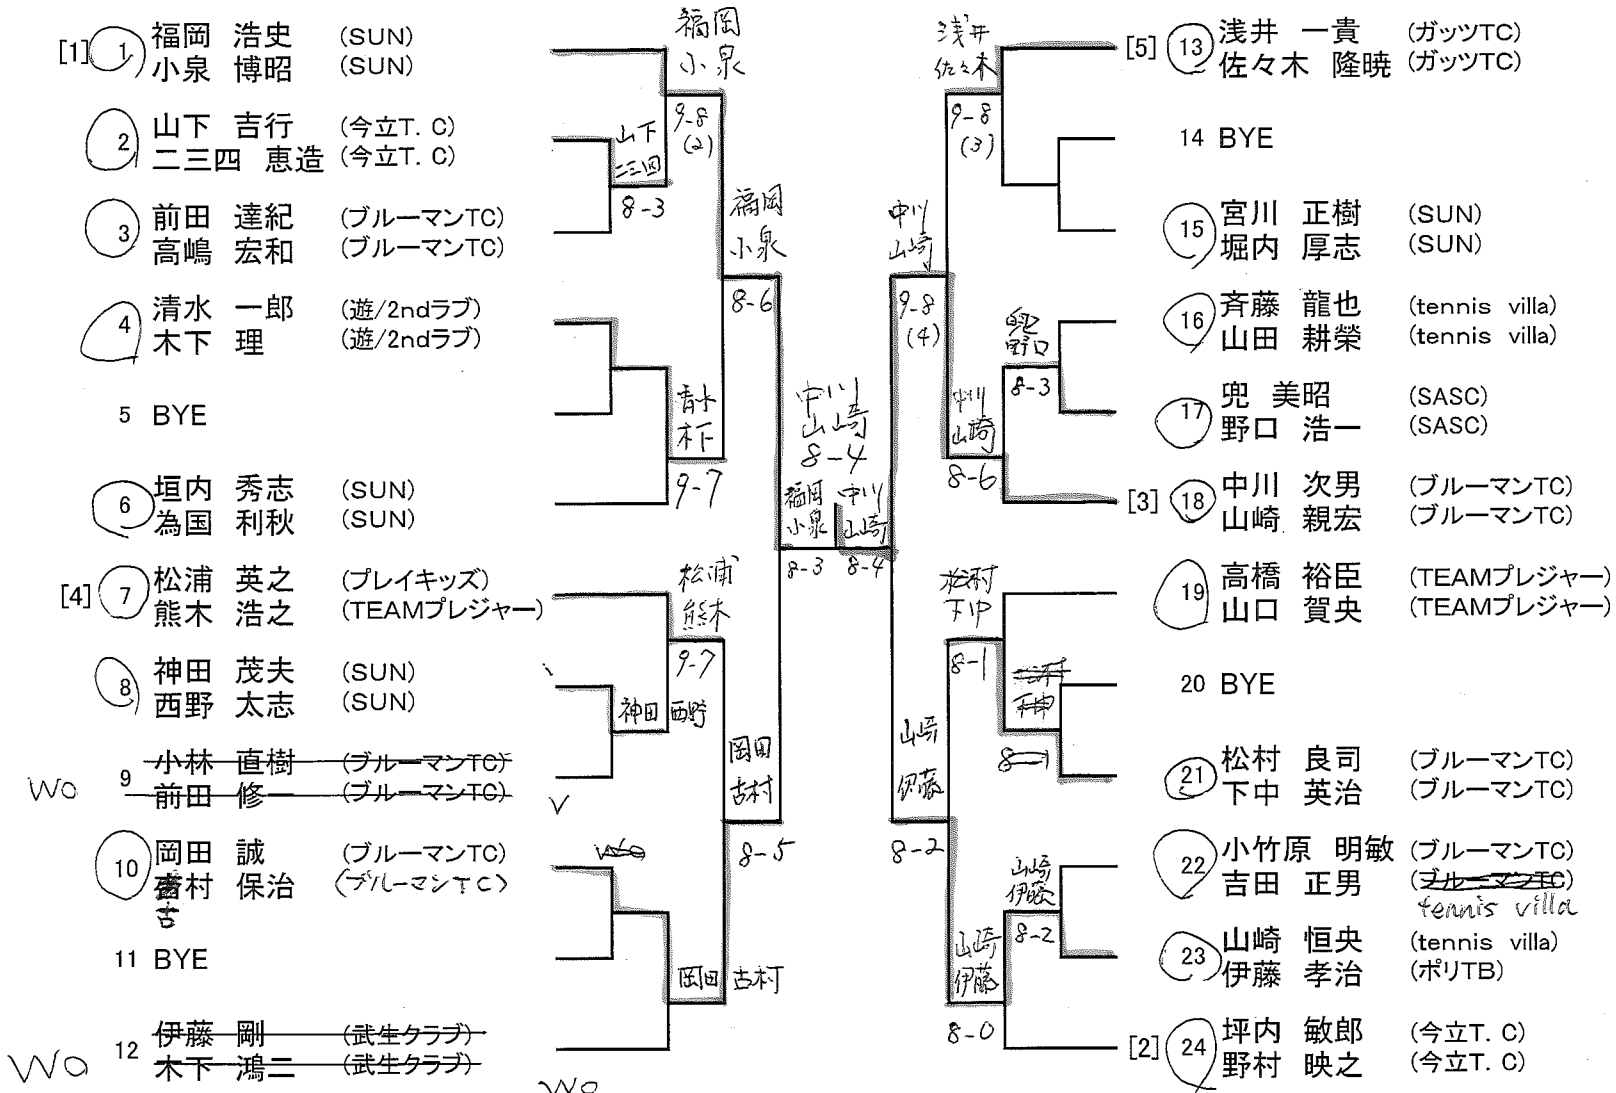 [1] 1 福岡 浩史 (SUN)
小泉 博昭 (SUN)
2 山下 吉行 (今立T. C)
二三四 恵造 (今立T. C)
3 前田 達紀 (ブルーマンTC)
高嶋 宏和 (ブルーマンTC)
4 清水 一郎 (遊/2ndラブ)
木下 理 (遊/2ndラブ)
5 BYE
6 垣内 秀志 (SUN)
為国 利秋 (SUN)
[4] 7 松浦 英之 (プレイキッズ)
熊木 浩之 (TEAMプレジャー)
8 神田 茂夫 (SUN)
西野 太志 (SUN)
WO 9 小林 直樹 (ブルーマンTC)
前田 修一 (ブルーマンTC)
10 岡田 誠 (ブルーマンTC)
村 保治 (ブルーマンTC)
古
11 BYE
WO 12 伊藤 剛 (武生クラブ)
木下 鴻二 (武生クラブ)
WO
福岡
小泉
9-8
(2)
山下
二三四
8-3
福岡
小泉
8-6
木下
9-7
松浦
熊木
9-7
神田 西野
岡田
古村
8-5
岡田 古村
中川
山崎
8-4
福岡
小泉
8-3
中川
山崎
8-4
浅井
佐々木
9-8
(3)
中川
山崎
9-8
(4)
兜
野口
8-3
中川
山崎
8-6
松村
下中
8-1
8-1
山崎
伊藤
8-2
山崎
伊藤
8-2
山崎
伊藤
8-0
[5] 13 浅井 一貴 (ガッツTC)
佐々木 隆暁 (ガッツTC)
14 BYE
15 宮川 正樹 (SUN)
堀内 厚志 (SUN)
16 斉藤 龍也 (tennis villa)
山田 耕榮 (tennis villa)
17 兜 美昭 (SASC)
野口 浩一 (SASC)
[3] 18 中川 次男 (ブルーマンTC)
山崎 親宏 (ブルーマンTC)
19 高橋 裕臣 (TEAMプレジャー)
山口 賀央 (TEAMプレジャー)
20 BYE
21 松村 良司 (ブルーマンTC)
下中 英治 (ブルーマンTC)
22 小竹原 明敏 (ブルーマンTC)
吉田 正男 (ブルーマンTC)
tennis villa
23 山崎 恒央 (tennis villa)
伊藤 孝治 (ポリTB)
[2] 24 坪内 敏郎 (今立T. C)
野村 映之 (今立T. C)